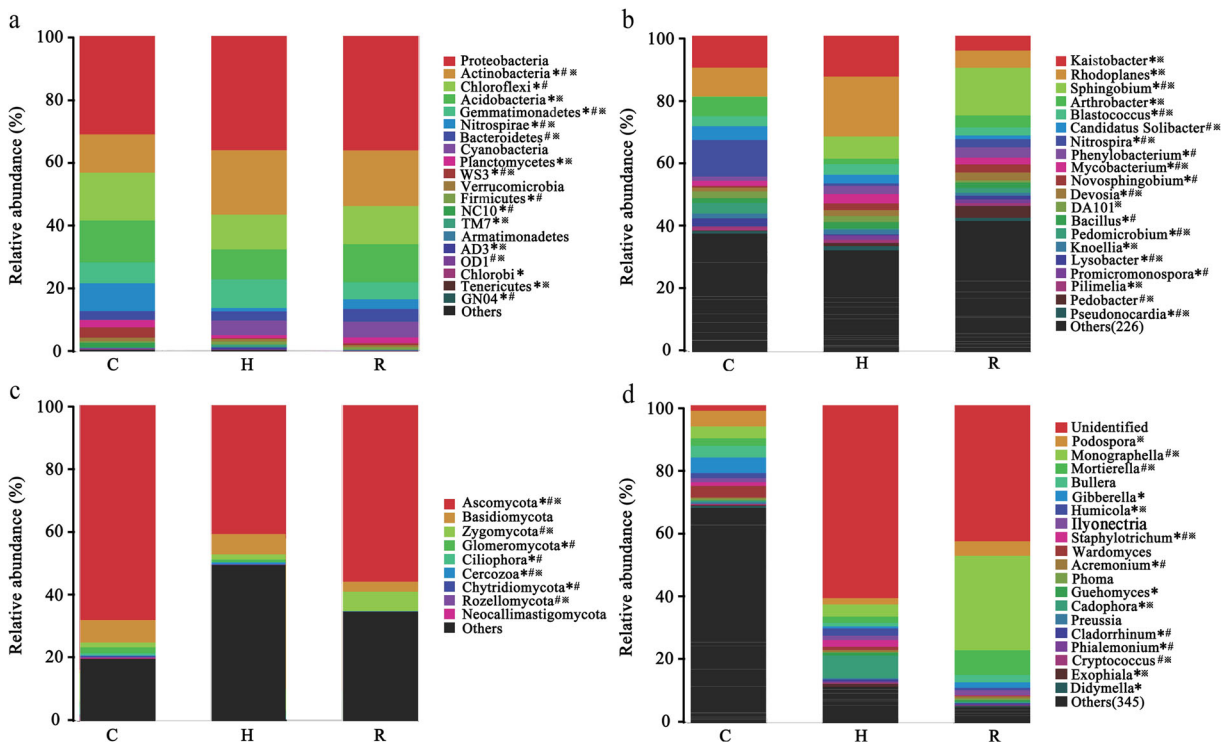 a
Relative abundance (%)
100
80
60
40
20
0
C
H
R
Proteobacteria
Actinobacteria*#※
Chloroflexi*#
Acidobacteria*※
Gemmatimonadetes*#※
Nitrospirae*#※
Bacteroidetes#※
Cyanobacteria
Planctomycetes*※
WS3*#※
Verrucomicrobia
Firmicutes*※
NC10*#
TM7*※
Armatimonadetes
AD3*※
OD1#※
Chlorobi*
Tenericutes*※
GN04*#
Others
b
Relative abundance (%)
100
80
60
40
20
0
C
H
R
Kaistobacter*※
Rhodoplanes*※
Sphingobium*#※
Arthrobacter*※
Blastococcus*#※
Candidatus Solibacter#※
Nitrospira*#※
Phenylobacterium*#
Mycobacterium*#※
Novosphingobium*#
Devosia*#※
DA101※
Bacillus*#
Pedomicrobium*#※
Knoellia*※
Lysobacter*#※
Promicromonospora*#
Pilimelia*※
Pedobacter#※
Pseudonocardia*#※
Others(226)
c
Relative abundance (%)
100
80
60
40
20
0
C
H
R
Ascomycota*#※
Basidiomycota
Zygomycota#※
Glomeromycota*#
Ciliophora*#
Cercozoa*#※
Chytridiomycota*#
Rozellomycota#※
Neocallimastigomycota
Others
d
Relative abundance (%)
100
80
60
40
20
0
C
H
R
Unidentified
Podospora※
Monographella#※
Mortierella#※
Bullera
Gibberella*
Humicola*※
Ilyonectria
Staphylotrichum*#※
Wardomyces
Acremonium*#
Phoma
Guehomyces*
Cadophora*※
Preussia
Cladorrhinum*#
Phialemonium*#
Cryptococcus#※
Exophiala*※
Didymella*
Others(345)